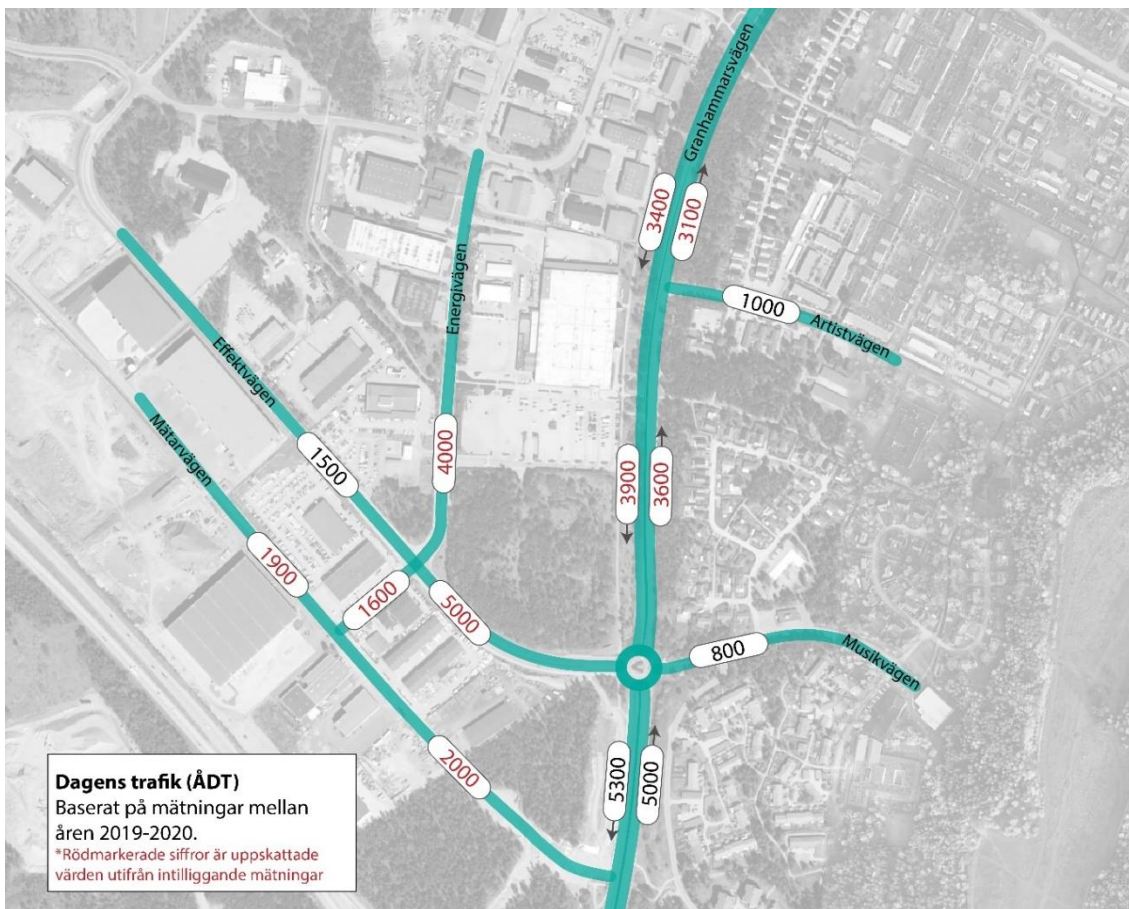 Granhammarsvägen
3400
3100
1000
Artistvägen
Energivägen
Effektvägen
Mätarvägen
4000
1500
3900
3600
1900
1600
5000
800
Musikvägen
2000
5300
5000
Dagens trafik (ÅDT)
Baserat på mätningar mellan
åren 2019-2020.
*Rödmarkerade siffror är uppskattade
värden utifrån intilliggande mätningar